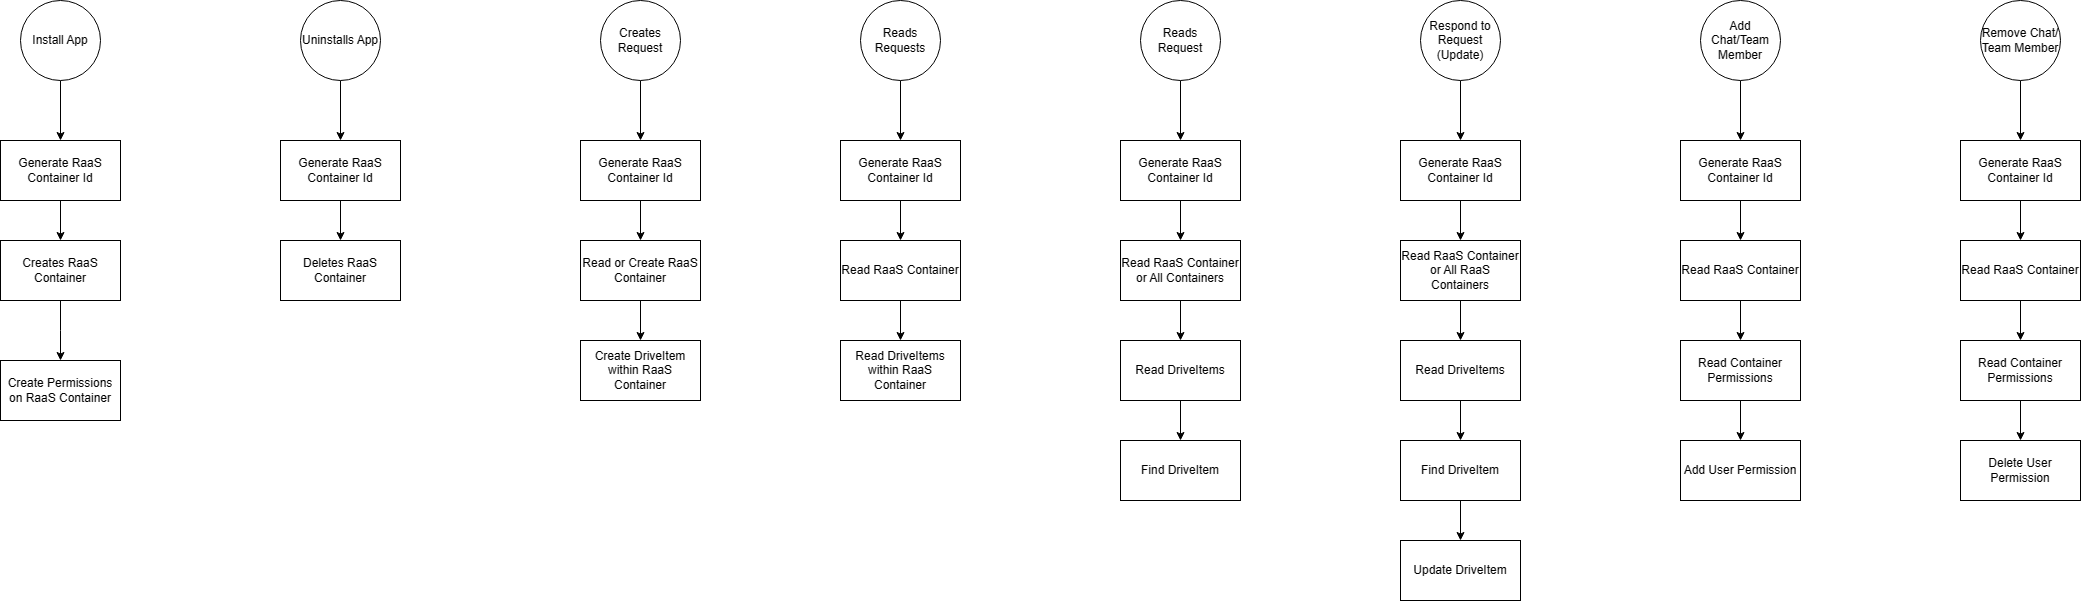 Install App
Generate RaaS
Container Id
Creates RaaS
Container
Create Permissions
on RaaS Container
Uninstalls App
Generate RaaS
Container Id
Deletes RaaS
Container
Creates
Request
Generate RaaS
Container Id
Read or Create RaaS
Container
Create DriveItem
within RaaS
Container
Reads
Requests
Generate RaaS
Container Id
Read RaaS Container
Read DriveItems
within RaaS
Container
Reads
Request
Generate RaaS
Container Id
Read RaaS Container
or All Containers
Read DriveItems
Find DriveItem
Respond to
Request
(Update)
Generate RaaS
Container Id
Read RaaS Container
or All RaaS
Containers
Read DriveItems
Find DriveItem
Update DriveItem
Add
Chat/Team
Member
Generate RaaS
Container Id
Read RaaS Container
Read Container
Permissions
Add User Permission
Remove Chat/
Team Member
Generate RaaS
Container Id
Read RaaS Container
Read Container
Permissions
Delete User
Permission